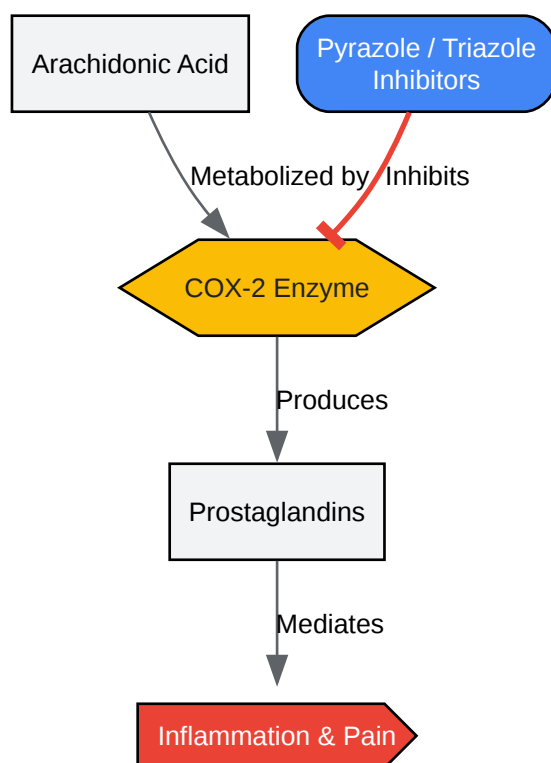 Arachidonic Acid
Pyrazole / Triazole
Inhibitors
Metabolized by
Inhibits
COX-2 Enzyme
Produces
Prostaglandins
Mediates
Inflammation & Pain